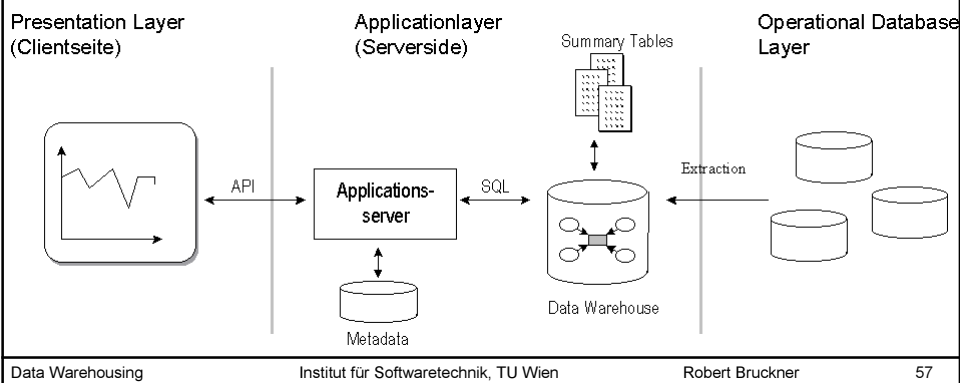 Presentation Layer
(Clientseite)
Applicationlayer
(Serverside)
Operational Database
Layer
Summary Tables
API
Applications-
server
SQL
Extraction
Data Warehouse
Metadata
Data Warehousing
Institut für Softwaretechnik, TU Wien
Robert Bruckner
57